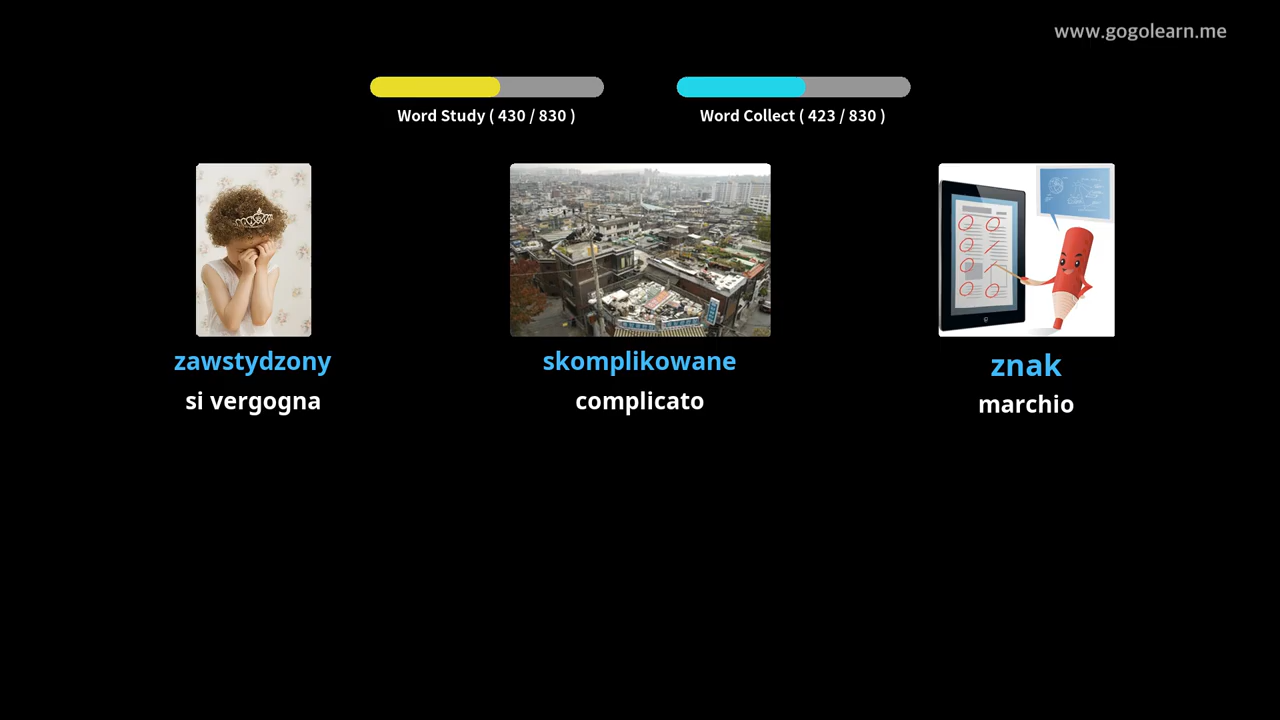 www.gogolearn.me
Word Study ( 430 / 830 )
Word Collect ( 423 / 830 )
zawstydzony
skomplikowane
znak
si vergogna
complicato
marchio